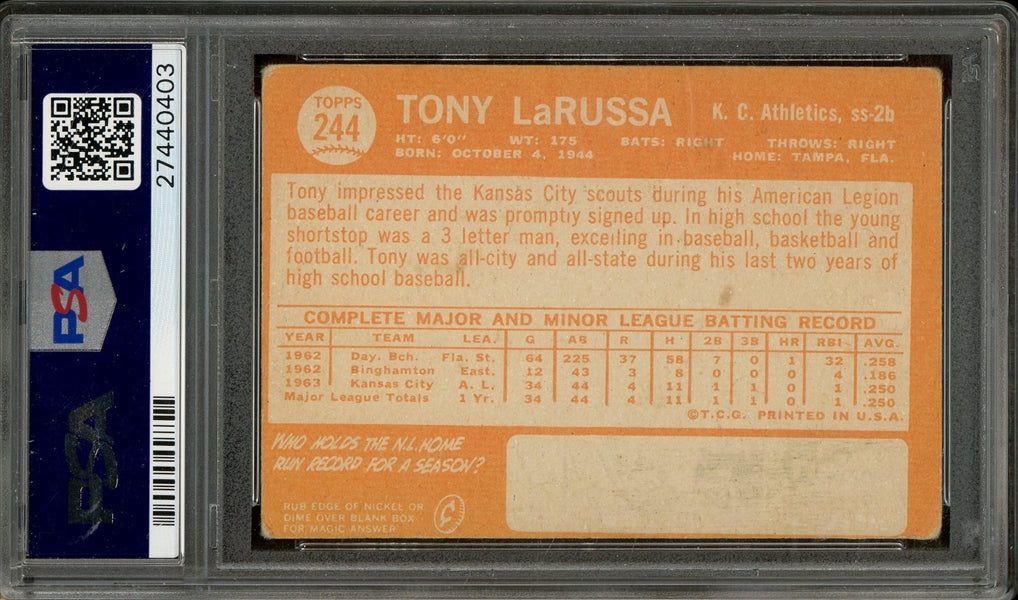 PSA
27440403
PSA
TOPPS
244
TONY LaRUSSA
K. C. Athletics, ss-2b
HT: 6'0" WT: 175 BATS: RIGHT THROWS: RIGHT
BORN: OCTOBER 4, 1944 HOME: TAMPA, FLA.
Tony impressed the Kansas City scouts during his American Legion
baseball career and was promptly signed up. In high school the young
shortstop was a 3 letter man, excelling in baseball, basketball and
football. Tony was all-city and all-state during his last two years of
high school baseball.
COMPLETE MAJOR AND MINOR LEAGUE BATTING RECORD
YEAR TEAM LEA. G AB R H 2B 3B HR RBI AVG.
1962 Day. Bch. Fla. St. 64 225 37 58 7 0 1 32 .258
1962 Binghamton East. 12 43 3 8 0 0 0 4 .186
1963 Kansas City A. L. 34 44 4 11 1 1 0 1 .250
Major League Totals 1 Yr. 34 44 4 11 1 1 0 1 .250
©T.C.G. PRINTED IN U.S.A.
WHO HOLDS THE N.L. HOME
RUN RECORD FOR A SEASON?
RUB EDGE OF NICKEL OR
DIME OVER BLANK BOX
FOR MAGIC ANSWER